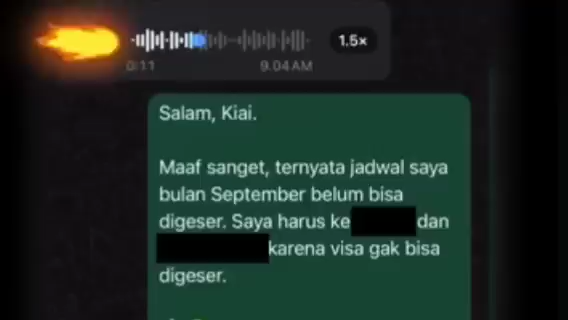 1.5×
0:11 9.04 AM
Salam, Kiai.
Maaf sanget, ternyata jadwal saya
bulan September belum bisa
digeser. Saya harus ke dan
karena visa gak bisa
digeser.